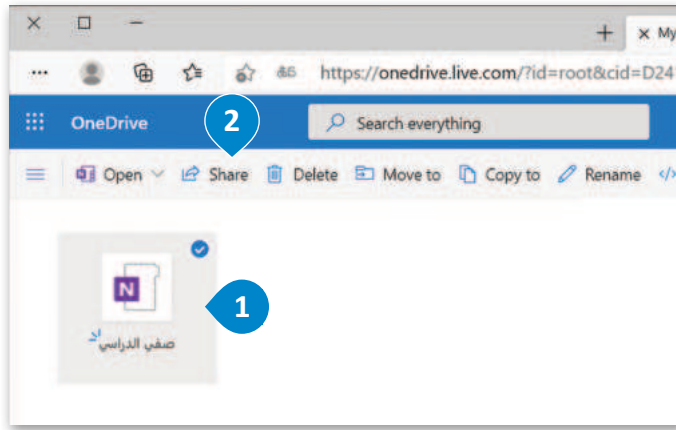 My
https://onedrive.live.com/?id=root&cid=D24
OneDrive
2
Search everything
Open
Share
Delete
Move to
Copy to
Rename
N
1
صفي الدراسي